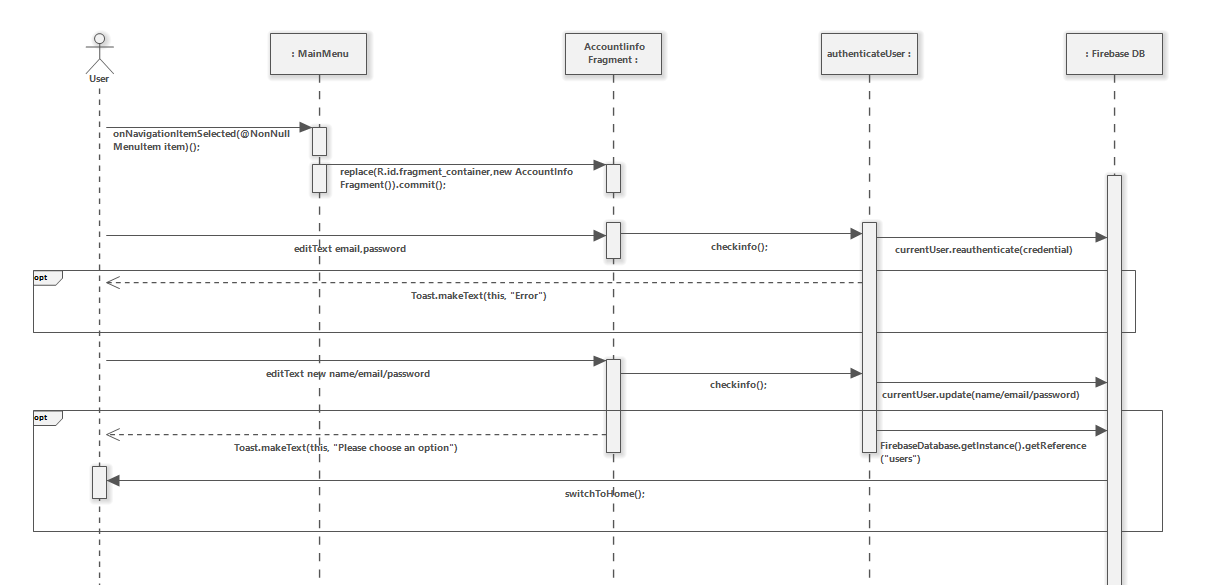 User
: MainMenu
AccountIinfo
Fragment :
authenticateUser :
: Firebase DB
onNavigationItemSelected(@NonNull
MenuItem item)();
replace(R.id.fragment_container,new AccountInfo
Fragment()).commit();
editText email,password
checkinfo();
currentUser.reauthenticate(credential)
opt
Toast.makeText(this, "Error")
editText new name/email/password
checkinfo();
currentUser.update(name/email/password)
opt
Toast.makeText(this, "Please choose an option")
FirebaseDatabase.getInstance().getReference
("users")
switchToHome();